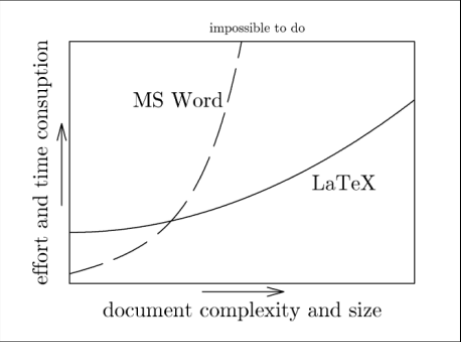 impossible to do
MS Word
LaTeX
effort and time consuption
document complexity and size